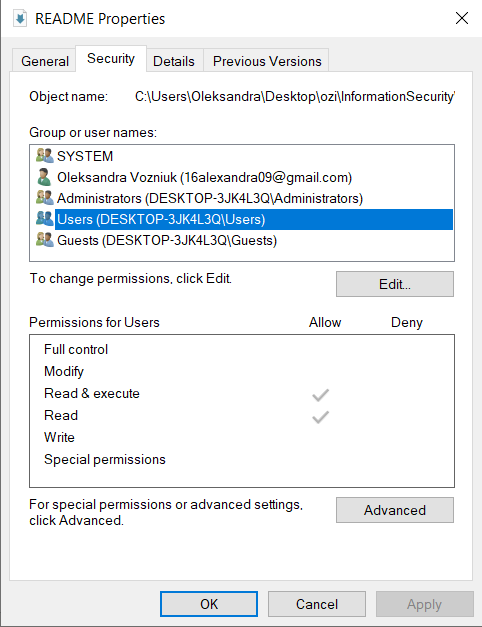 README Properties
General Security Details Previous Versions
Object name: C:\Users\Oleksandra\Desktop\ozi\InformationSecurity\
Group or user names:
SYSTEM
Oleksandra Vozniuk (16alexandra09@gmail.com)
Administrators (DESKTOP-3JK4L3Q\Administrators)
Users (DESKTOP-3JK4L3Q\Users)
Guests (DESKTOP-3JK4L3Q\Guests)
To change permissions, click Edit.
Edit...
Permissions for Users Allow Deny
Full control
Modify
Read & execute
Read
Write
Special permissions
For special permissions or advanced settings,
click Advanced.
Advanced
OK Cancel Apply